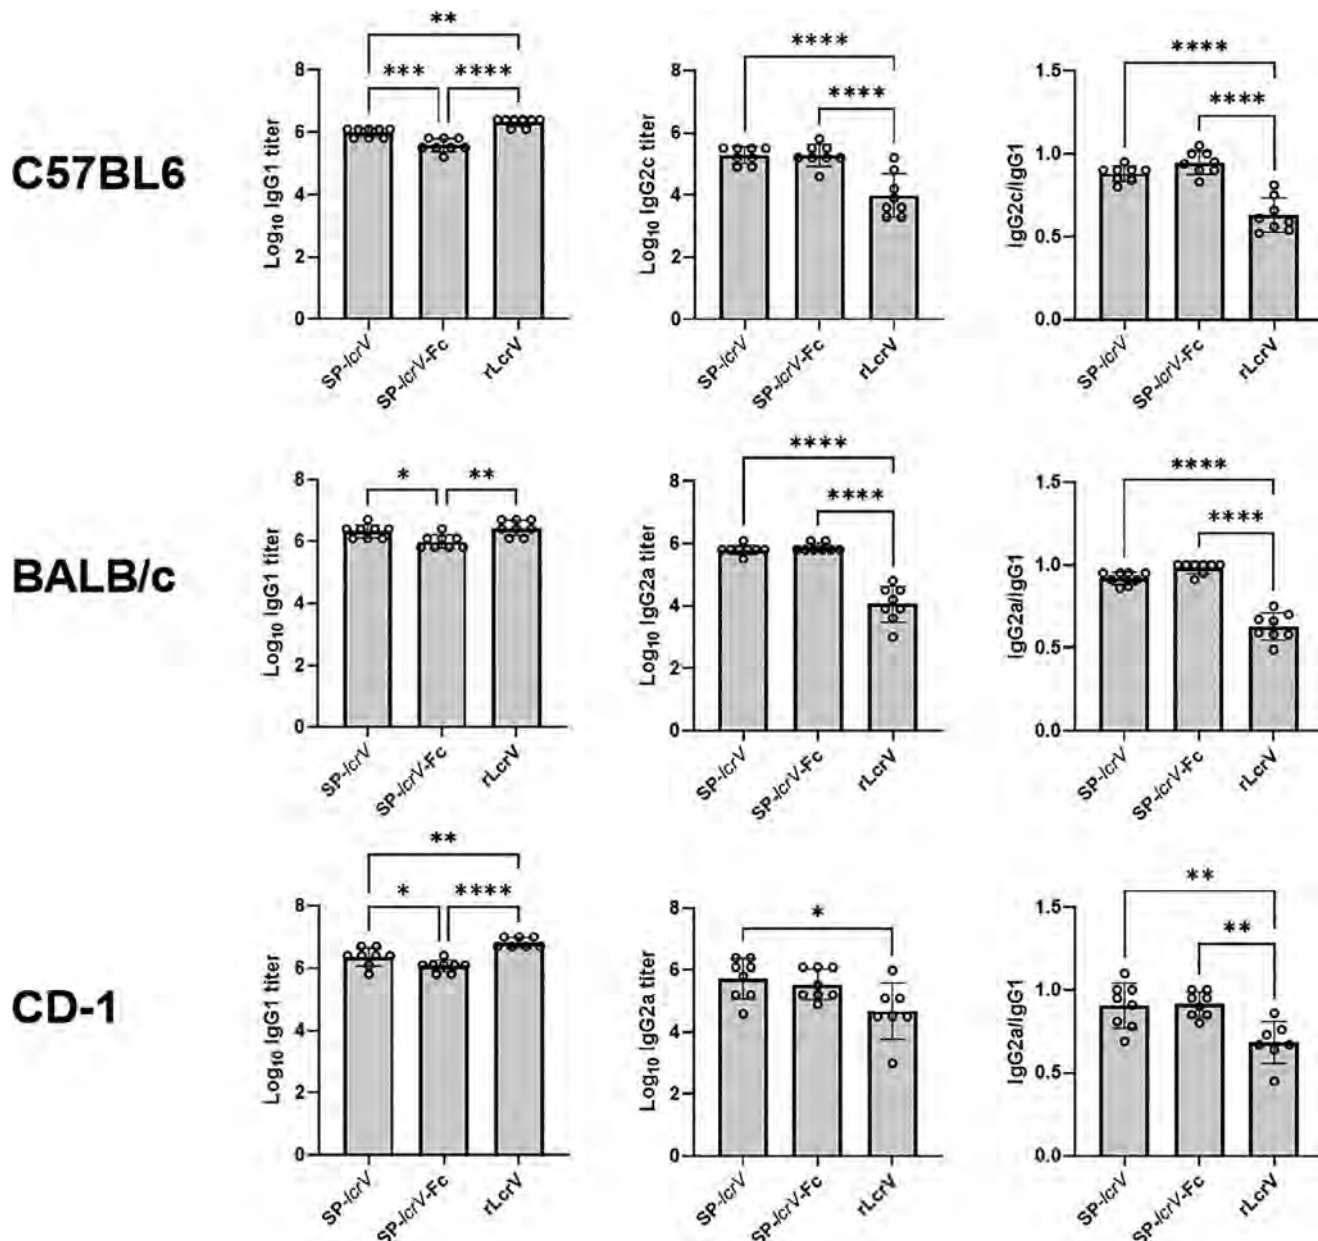 C57BL6
**
*** ****
8
6
4
2
0
Log10 IgG1 titer
SP-lcrV
SP-lcrV-Fc
rLcrV
****
****
8
6
4
2
0
Log10 IgG2c titer
SP-lcrV
SP-lcrV-Fc
rLcrV
****
****
1.5
1.0
0.5
0.0
IgG2c/IgG1
SP-lcrV
SP-lcrV-Fc
rLcrV
BALB/c
* **
8
6
4
2
0
Log10 IgG1 titer
SP-lcrV
SP-lcrV-Fc
rLcrV
****
****
8
6
4
2
0
Log10 IgG2a titer
SP-lcrV
SP-lcrV-Fc
rLcrV
****
****
1.5
1.0
0.5
0.0
IgG2a/IgG1
SP-lcrV
SP-lcrV-Fc
rLcrV
CD-1
**
* ****
8
6
4
2
0
Log10 IgG1 titer
SP-lcrV
SP-lcrV-Fc
rLcrV
*
8
6
4
2
0
Log10 IgG2a titer
SP-lcrV
SP-lcrV-Fc
rLcrV
**
**
1.5
1.0
0.5
0.0
IgG2a/IgG1
SP-lcrV
SP-lcrV-Fc
rLcrV